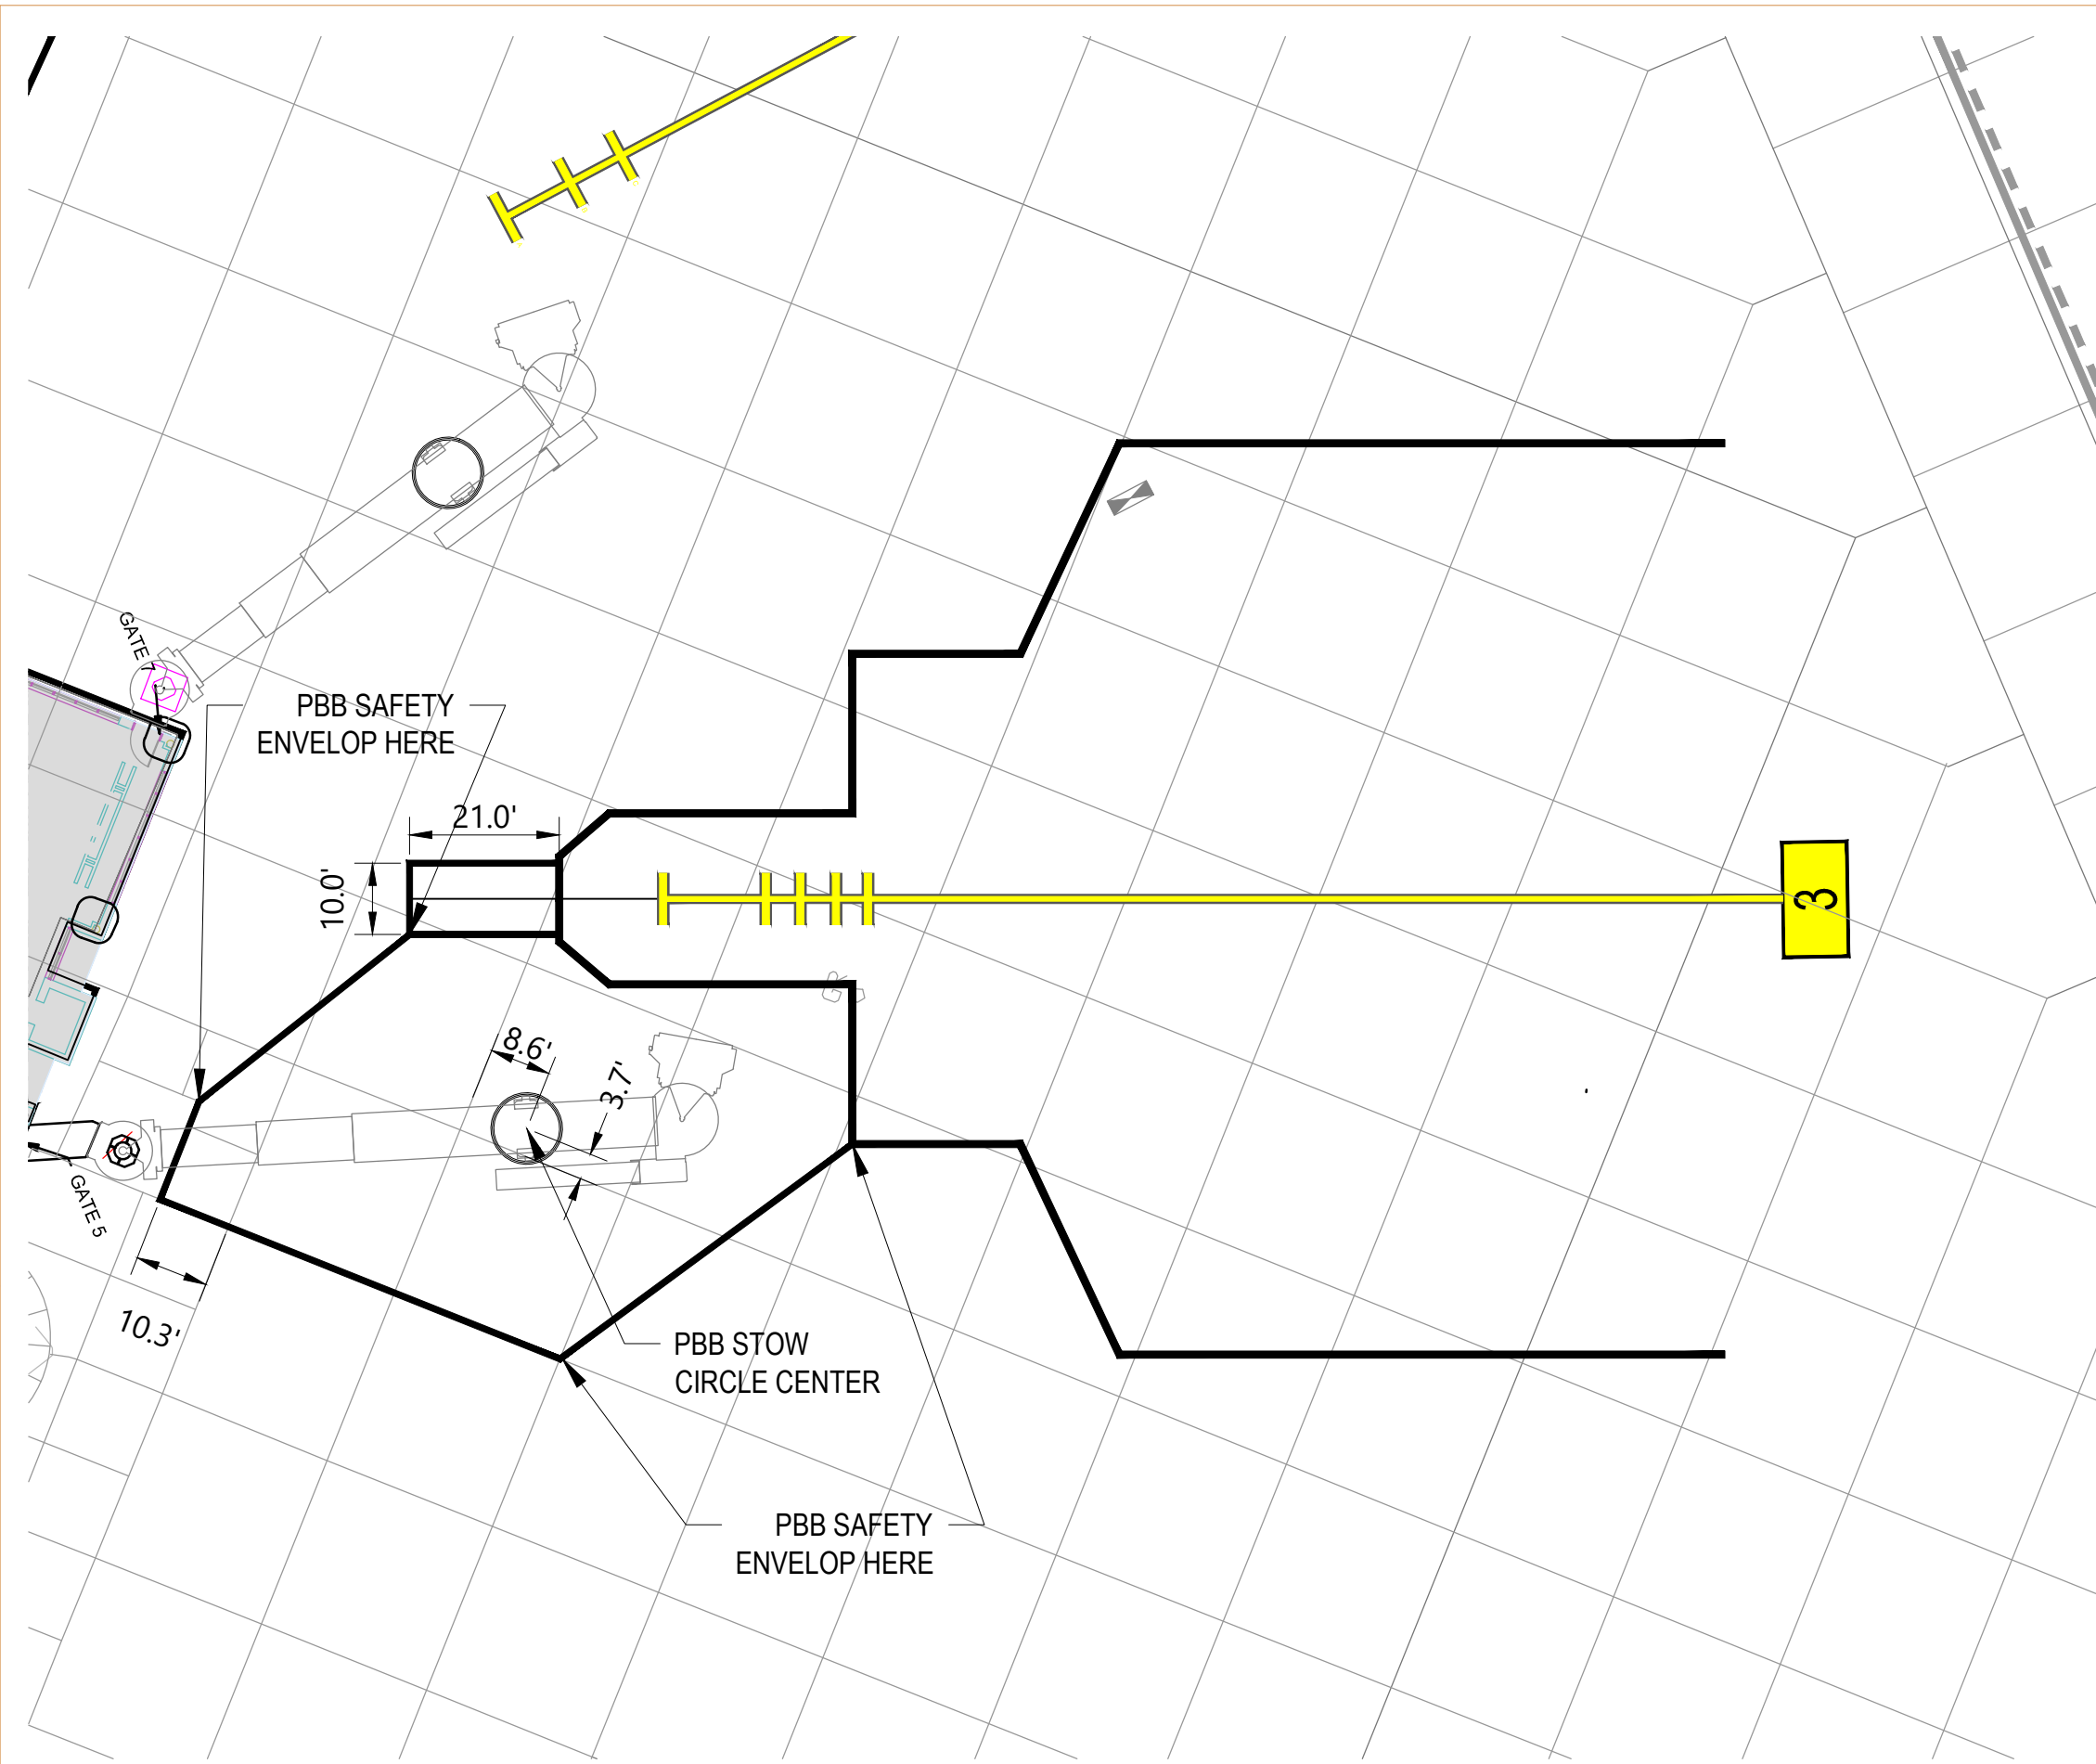 GATE 7
PBB SAFETY
ENVELOP HERE
21.0'
10.0'
3
8.6'
3.7'
GATE 5
10.3'
PBB STOW
CIRCLE CENTER
PBB SAFETY
ENVELOP HERE